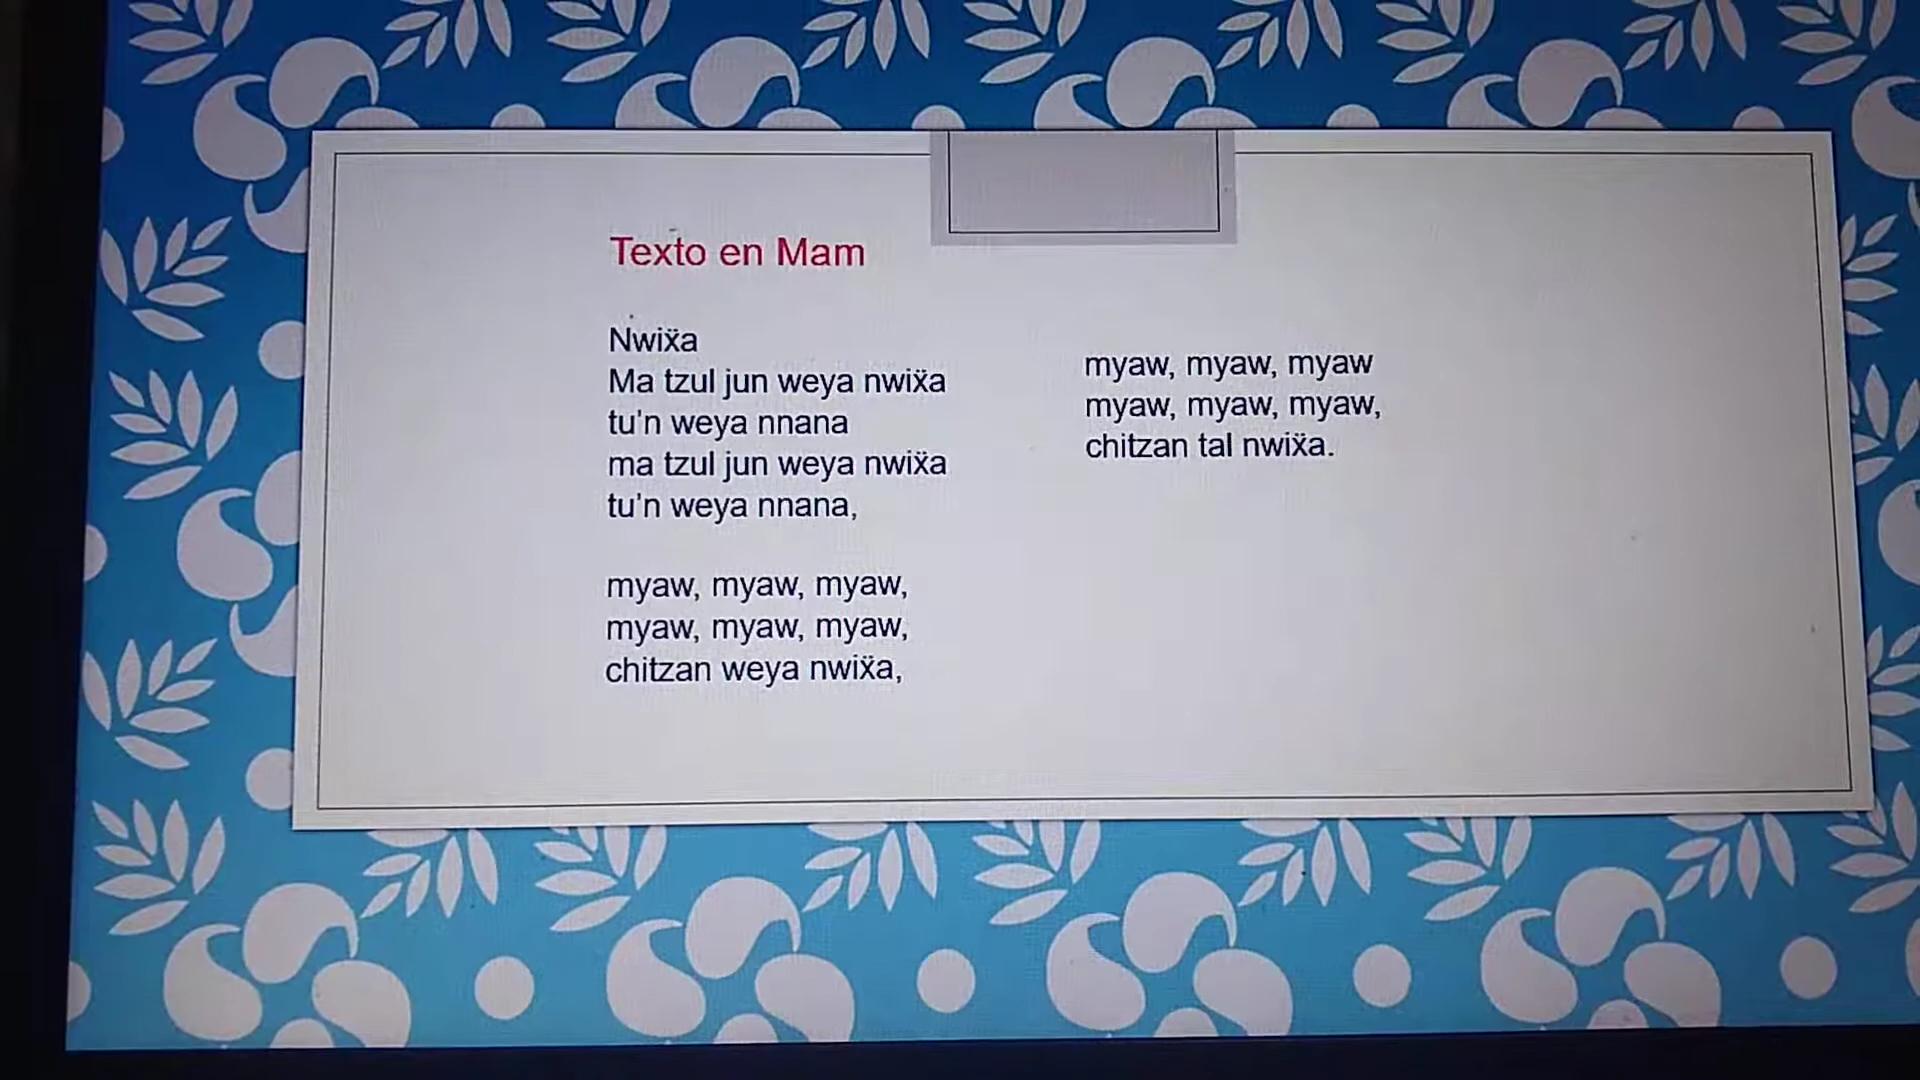 Texto en Mam
Nwiẍa
Ma tzul jun weya nwiẍa
tu'n weya nnana
ma tzul jun weya nwiẍa
tu'n weya nnana,
myaw, myaw, myaw,
myaw, myaw, myaw,
chitzan weya nwiẍa,
myaw, myaw, myaw
myaw, myaw, myaw,
chitzan tal nwiẍa.